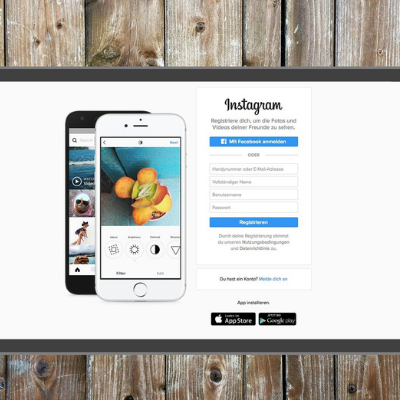 Instagram
Registriere dich, um die Fotos und
Videos deiner Freunde zu sehen.
Mit Facebook anmelden
ODER
Handynummer oder E-Mail-Adresse
Vollständiger Name
Benutzername
Passwort
Registrieren
Damit deine Registrierung stimmst
du unseren Nutzungsbedingungen
und Datenrichtlinie zu.
Du hast ein Konto? Melde dich an
App installieren.
App Store
Google play
Next
Filter
Edit